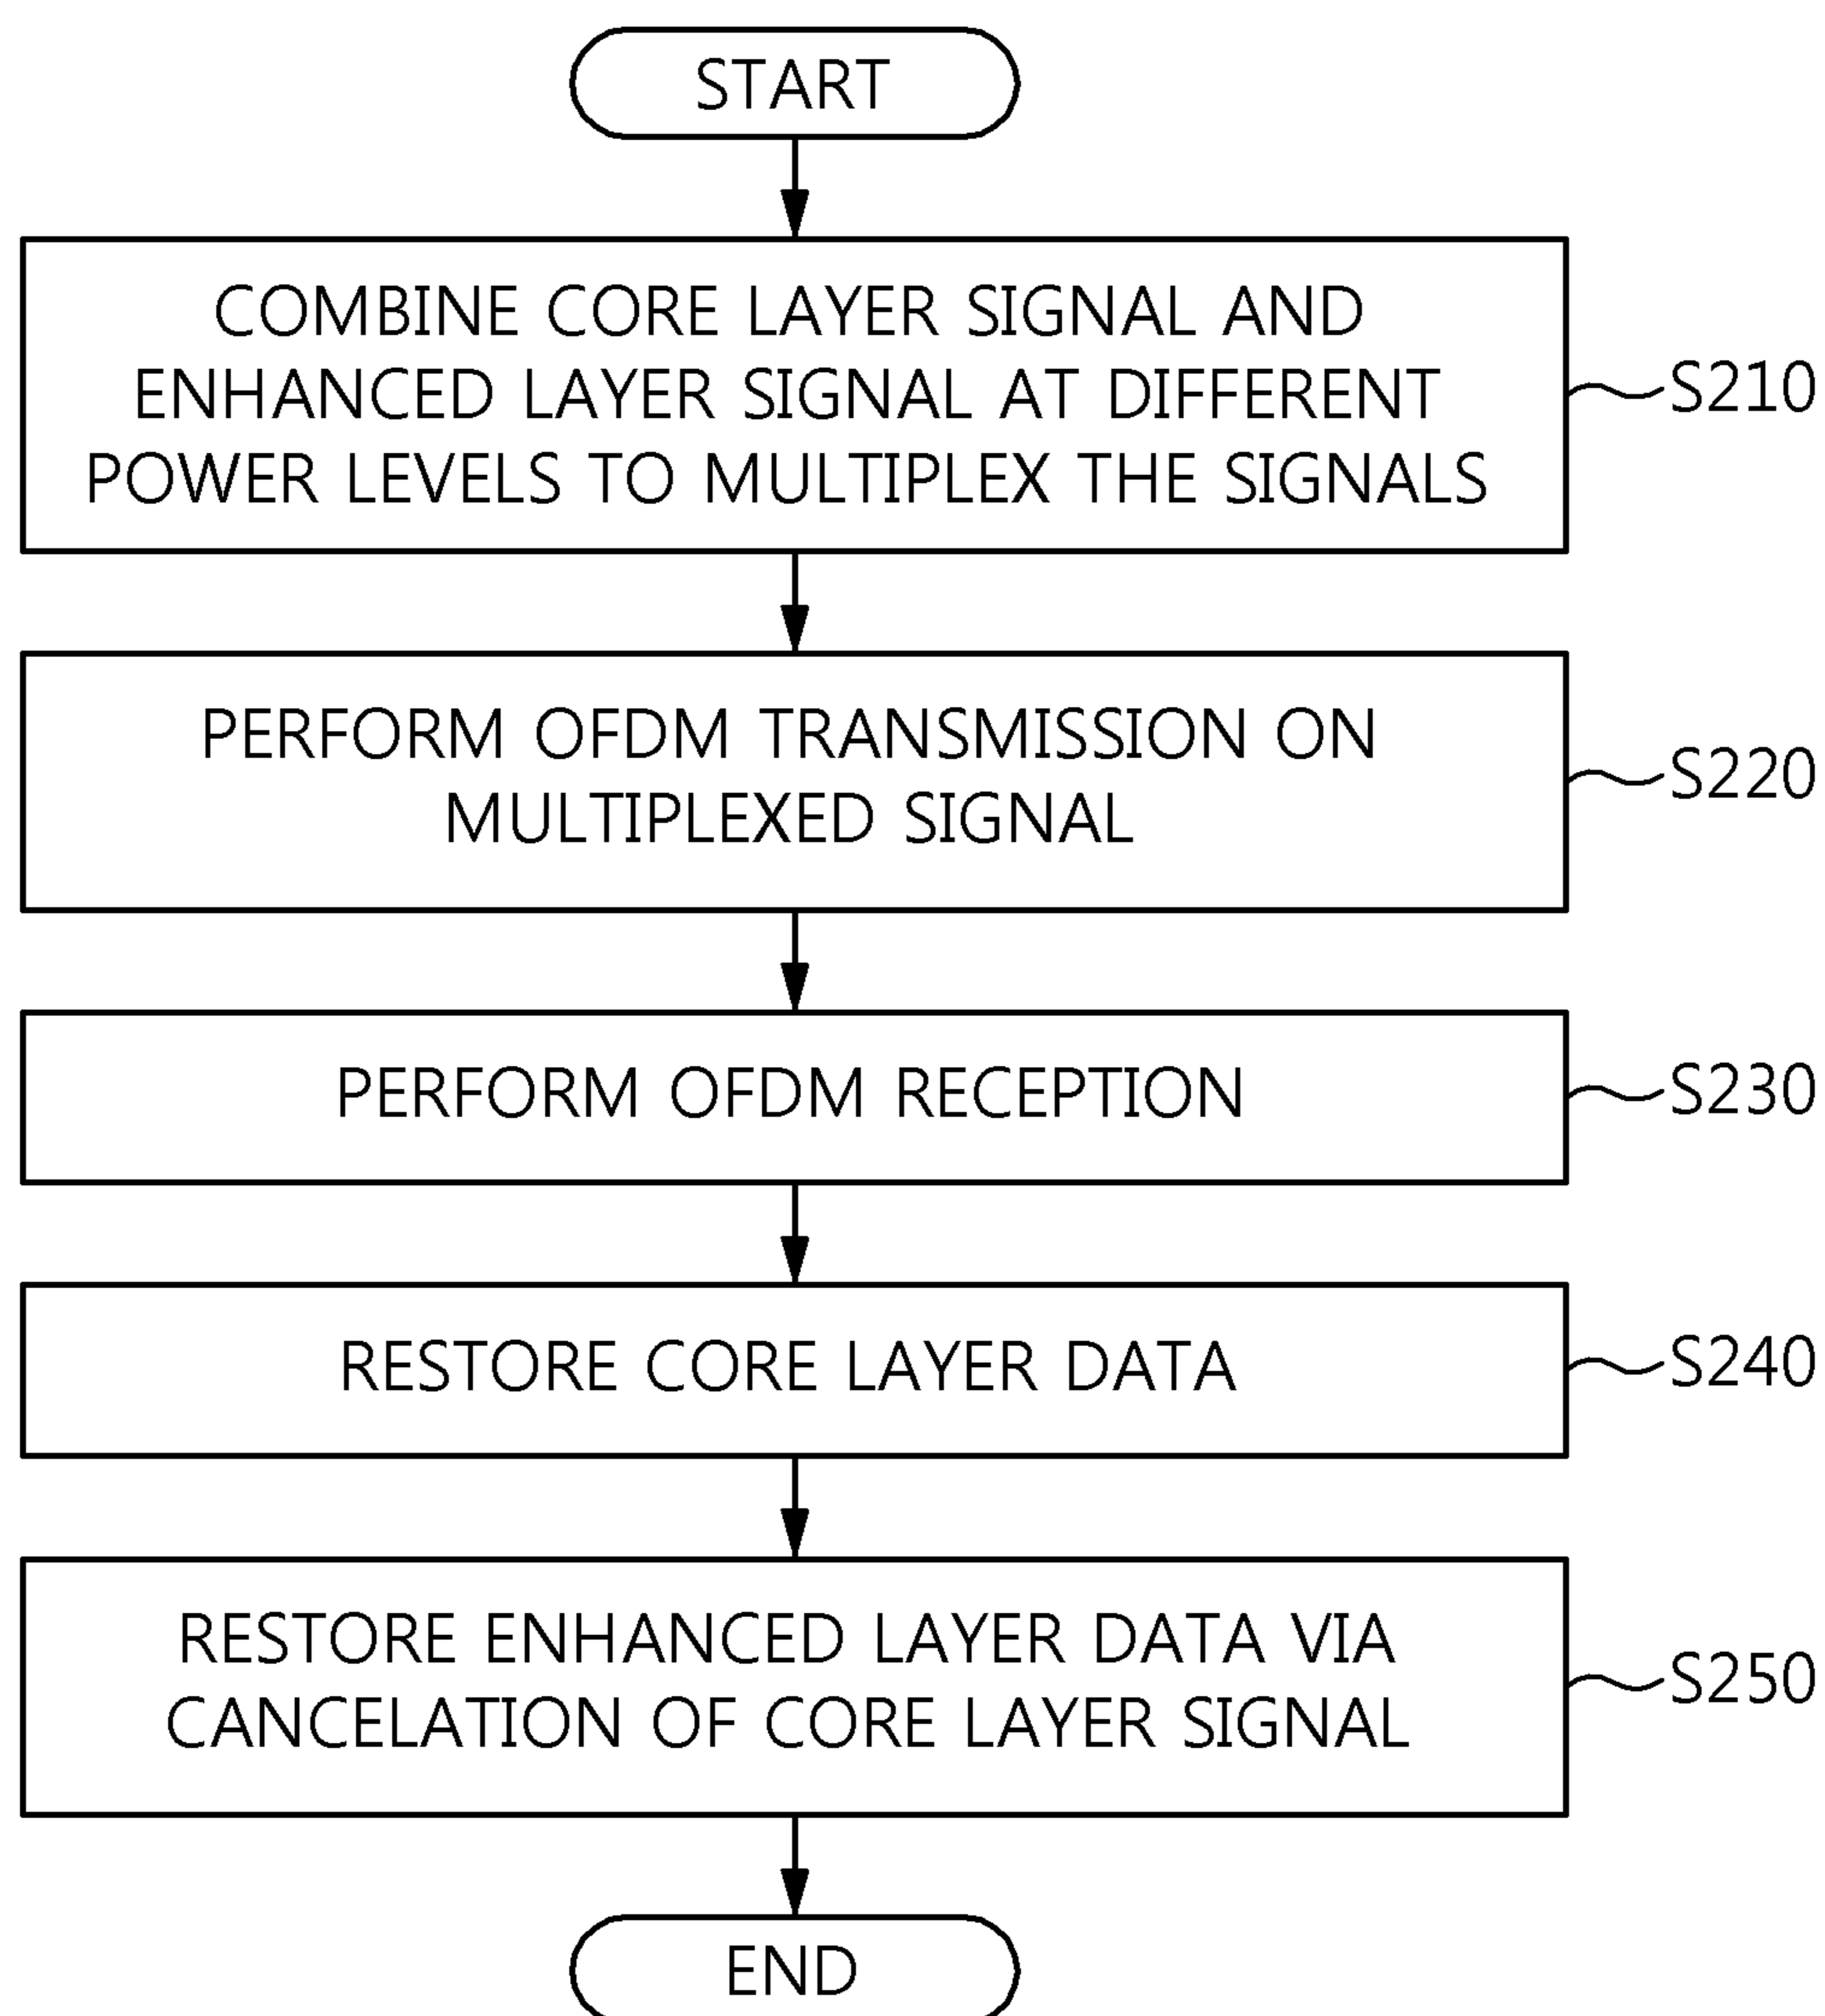 START
COMBINE CORE LAYER SIGNAL AND
ENHANCED LAYER SIGNAL AT DIFFERENT
POWER LEVELS TO MULTIPLEX THE SIGNALS
S210
PERFORM OFDM TRANSMISSION ON
MULTIPLEXED SIGNAL
S220
PERFORM OFDM RECEPTION
S230
RESTORE CORE LAYER DATA
S240
RESTORE ENHANCED LAYER DATA VIA
CANCELATION OF CORE LAYER SIGNAL
S250
END